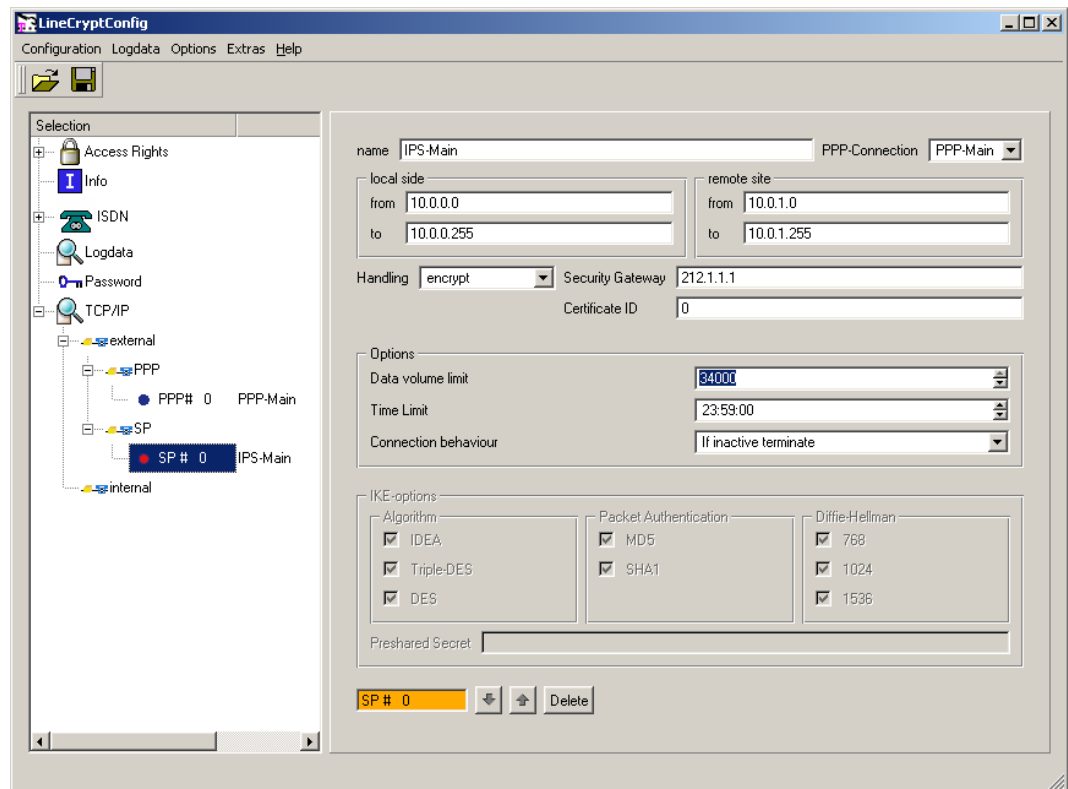 LineCryptConfig
Configuration Logdata Options Extras Help
Selection
Access Rights
I Info
ISDN
Logdata
Password
TCP/IP
external
PPP
PPP# 0 PPP-Main
SP
SP # 0 IPS-Main
internal
name IPS-Main PPP-Connection PPP-Main
local side
from 10.0.0.0
to 10.0.0.255
remote site
from 10.0.1.0
to 10.0.1.255
Handling encrypt Security Gateway 212.1.1.1
Certificate ID 0
Options
Data volume limit 34000
Time Limit 23:59:00
Connection behaviour If inactive terminate
IKE-options
Algorithm
IDEA
Triple-DES
DES
Packet Authentication
MD5
SHA1
Diffie-Hellman
768
1024
1536
Preshared Secret
SP # 0 Delete